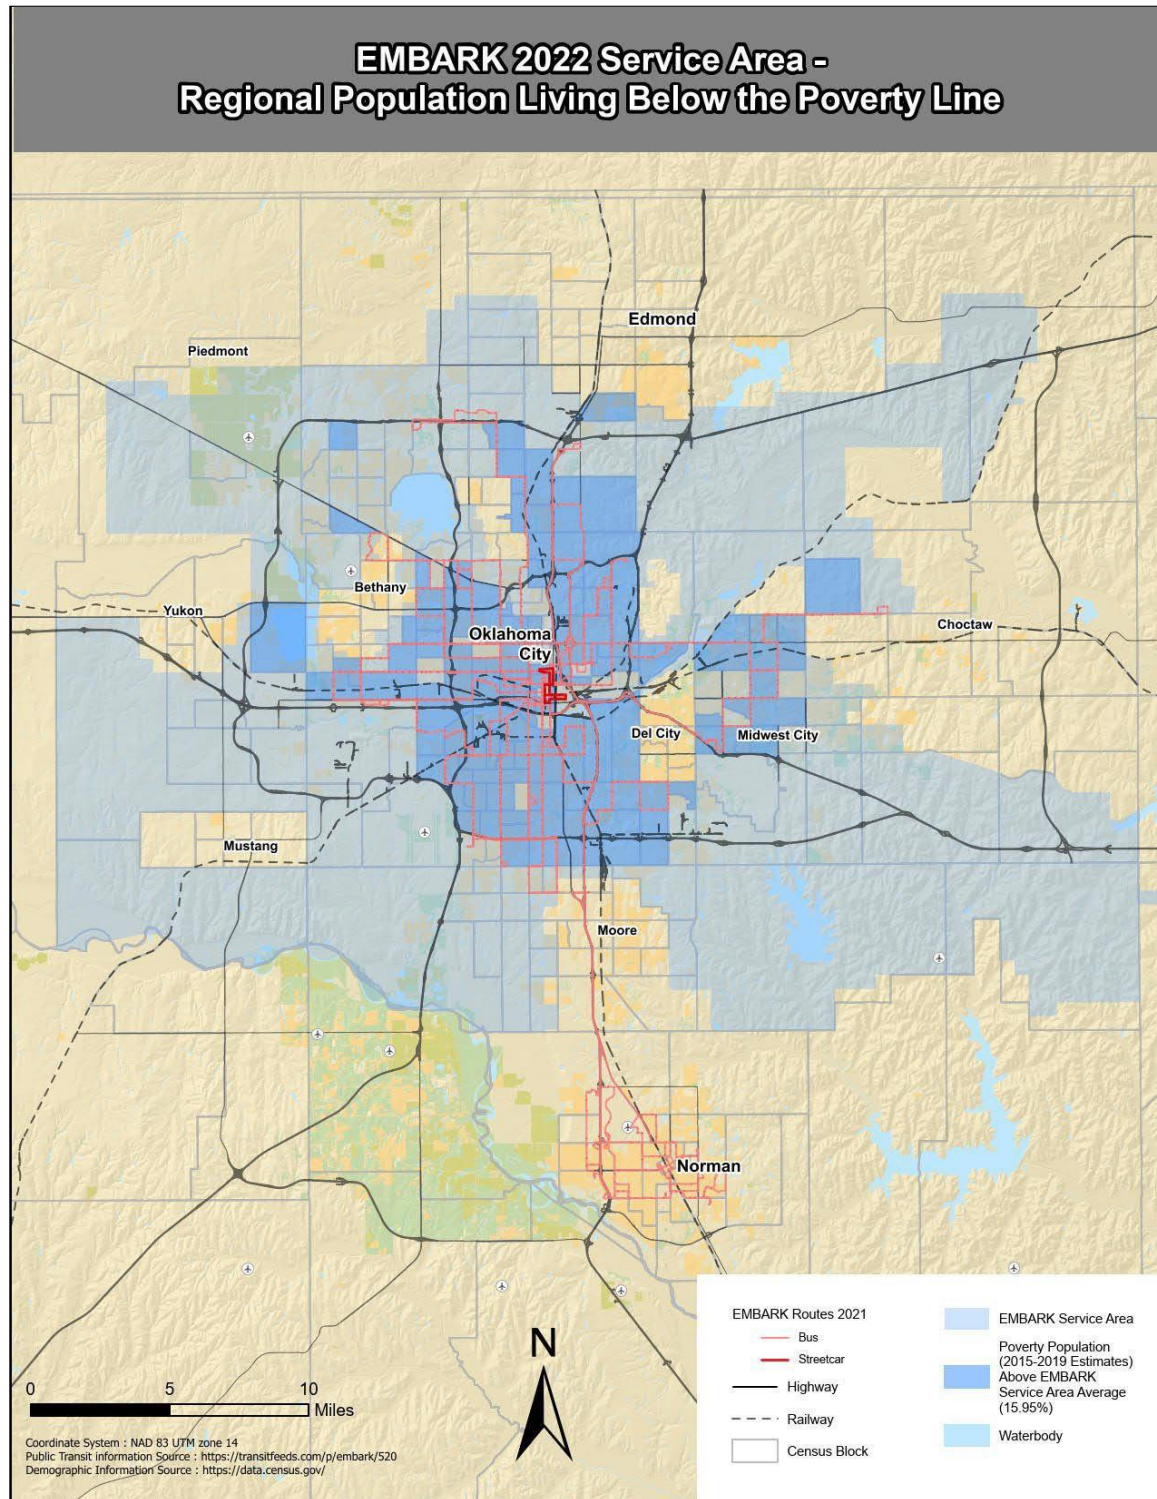 EMBARK 2022 Service Area -
Regional Population Living Below the Poverty Line
Edmond
Piedmont
Bethany
Yukon
Oklahoma
City
Choctaw
Del City
Midwest City
Mustang
Moore
Norman
N
0 5 10
Miles
Coordinate System : NAD 83 UTM zone 14
Public Transit information Source : https://transitfeeds.com/p/embark/520
Demographic Information Source : https://data.census.gov/
EMBARK Routes 2021
Bus
Streetcar
Highway
Railway
Census Block
EMBARK Service Area
Poverty Population
(2015-2019 Estimates)
Above EMBARK
Service Area Average
(15.95%)
Waterbody